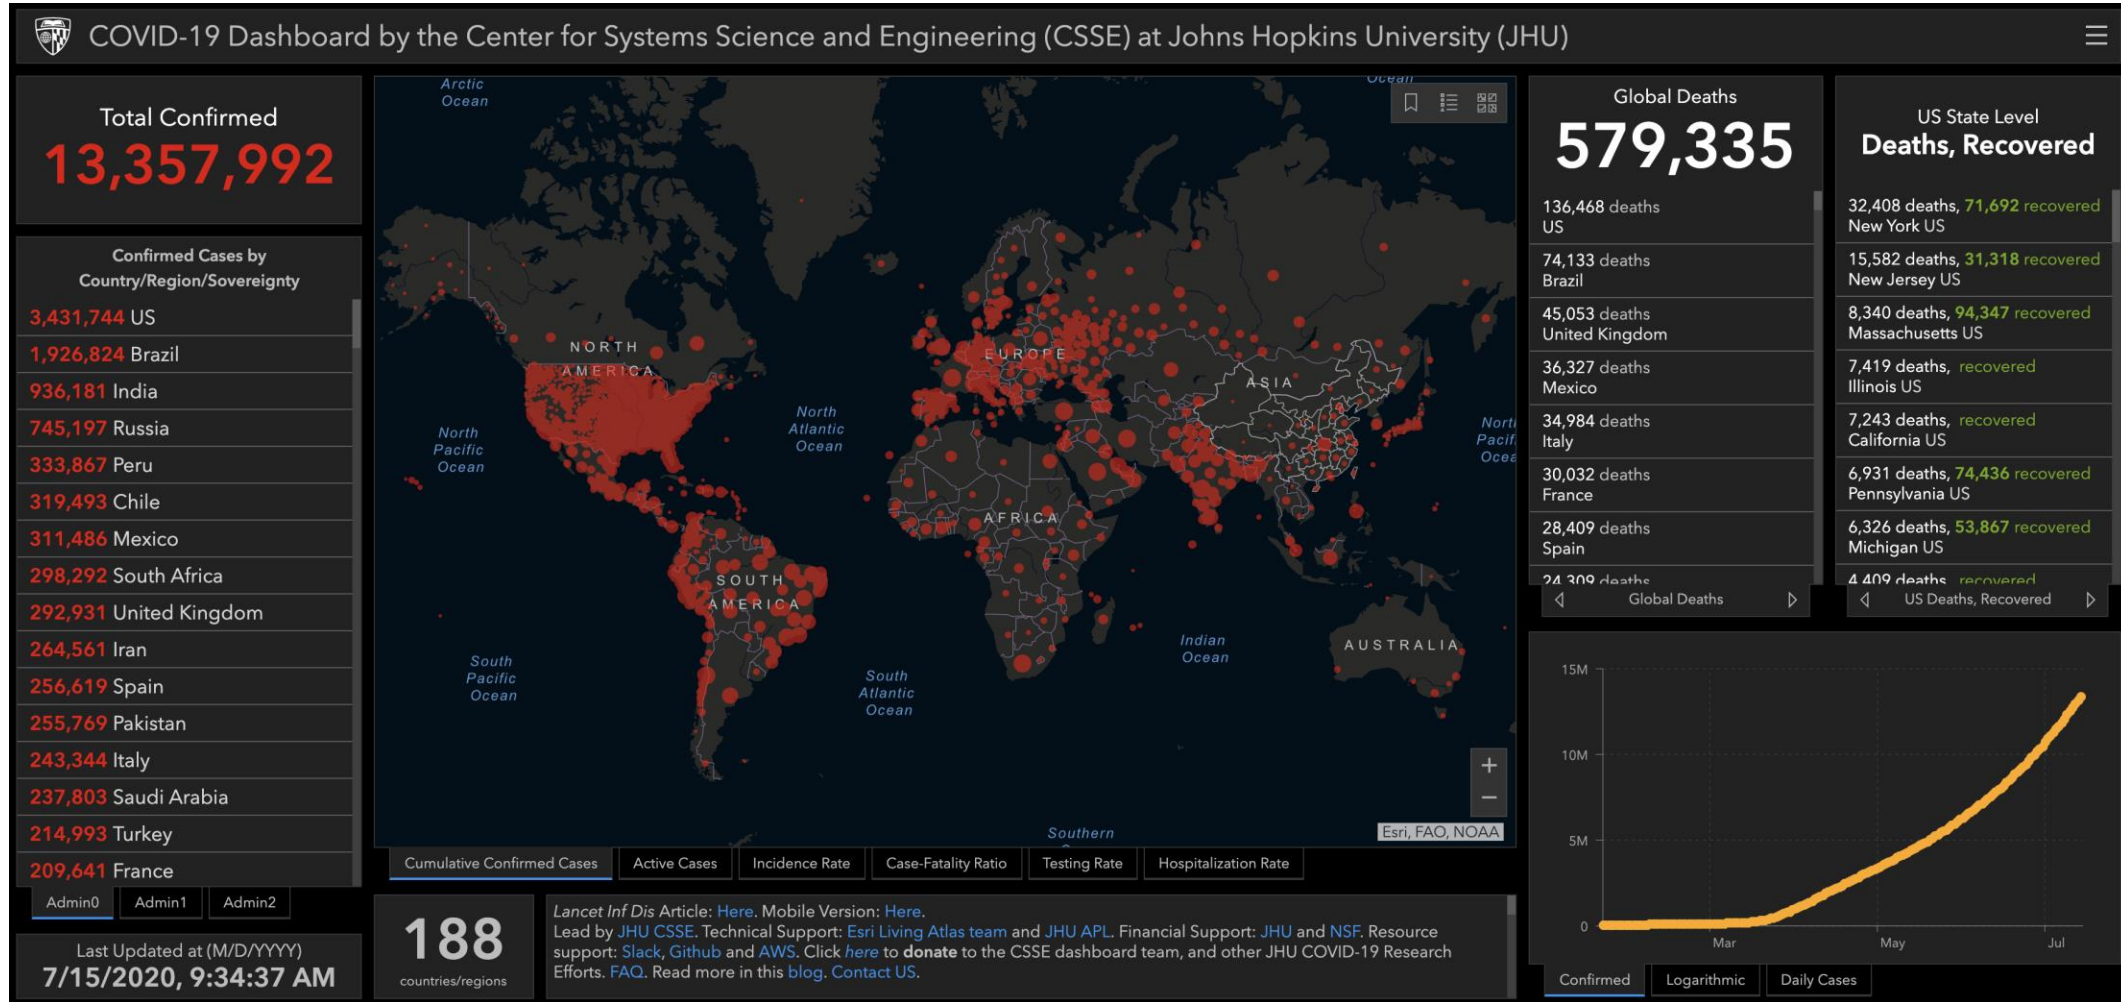 COVID-19 Dashboard by the Center for Systems Science and Engineering (CSSE) at Johns Hopkins University (JHU)
Total Confirmed
13,357,992
Confirmed Cases by
Country/Region/Sovereignty
3,431,744 US
1,926,824 Brazil
936,181 India
745,197 Russia
333,867 Peru
319,493 Chile
311,486 Mexico
298,292 South Africa
292,931 United Kingdom
264,561 Iran
256,619 Spain
255,769 Pakistan
243,344 Italy
237,803 Saudi Arabia
214,993 Turkey
209,641 France
Admin0
Admin1
Admin2
Last Updated at (M/D/YYYY)
7/15/2020, 9:34:37 AM
Arctic
Ocean
Ocean
NORTH
AMERICA
EUROPE
ASIA
North
Pacific
Ocean
North
Atlantic
Ocean
AFRICA
SOUTH
AMERICA
South
Pacific
Ocean
South
Atlantic
Ocean
Indian
Ocean
AUSTRALIA
Southern
Esri, FAO, NOAA
Cumulative Confirmed Cases
Active Cases
Incidence Rate
Case-Fatality Ratio
Testing Rate
Hospitalization Rate
188
countries/regions
Lancet Inf Dis Article: Here. Mobile Version: Here.
Lead by JHU CSSE. Technical Support: Esri Living Atlas team and JHU APL. Financial Support: JHU and NSF. Resource
support: Slack, Github and AWS. Click here to donate to the CSSE dashboard team, and other JHU COVID-19 Research
Efforts. FAQ. Read more in this blog. Contact US.
Global Deaths
579,335
136,468 deaths
US
74,133 deaths
Brazil
45,053 deaths
United Kingdom
36,327 deaths
Mexico
34,984 deaths
Italy
30,032 deaths
France
28,409 deaths
Spain
24,309 deaths
Global Deaths
US State Level
Deaths, Recovered
32,408 deaths, 71,692 recovered
New York US
15,582 deaths, 31,318 recovered
New Jersey US
8,340 deaths, 94,347 recovered
Massachusetts US
7,419 deaths, recovered
Illinois US
7,243 deaths, recovered
California US
6,931 deaths, 74,436 recovered
Pennsylvania US
6,326 deaths, 53,867 recovered
Michigan US
4,409 deaths, recovered
US Deaths, Recovered
15M
10M
5M
0
Mar
May
Jul
Confirmed
Logarithmic
Daily Cases